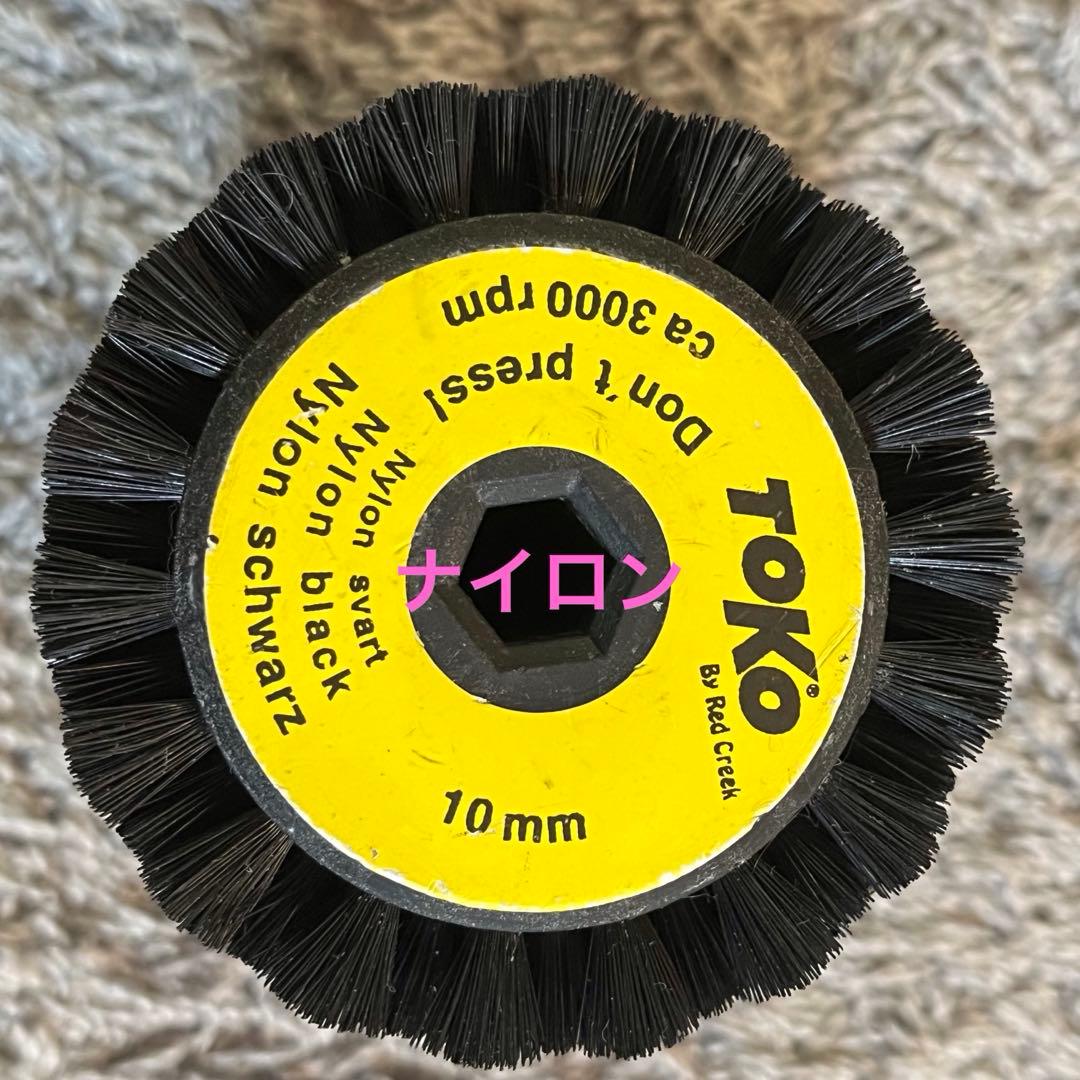 TOKO®
By Red Creek
ca 3000 rpm
Don´t press!
Nylon schwarz
Nylon black
Nylon svart
10 mm
ナイロン